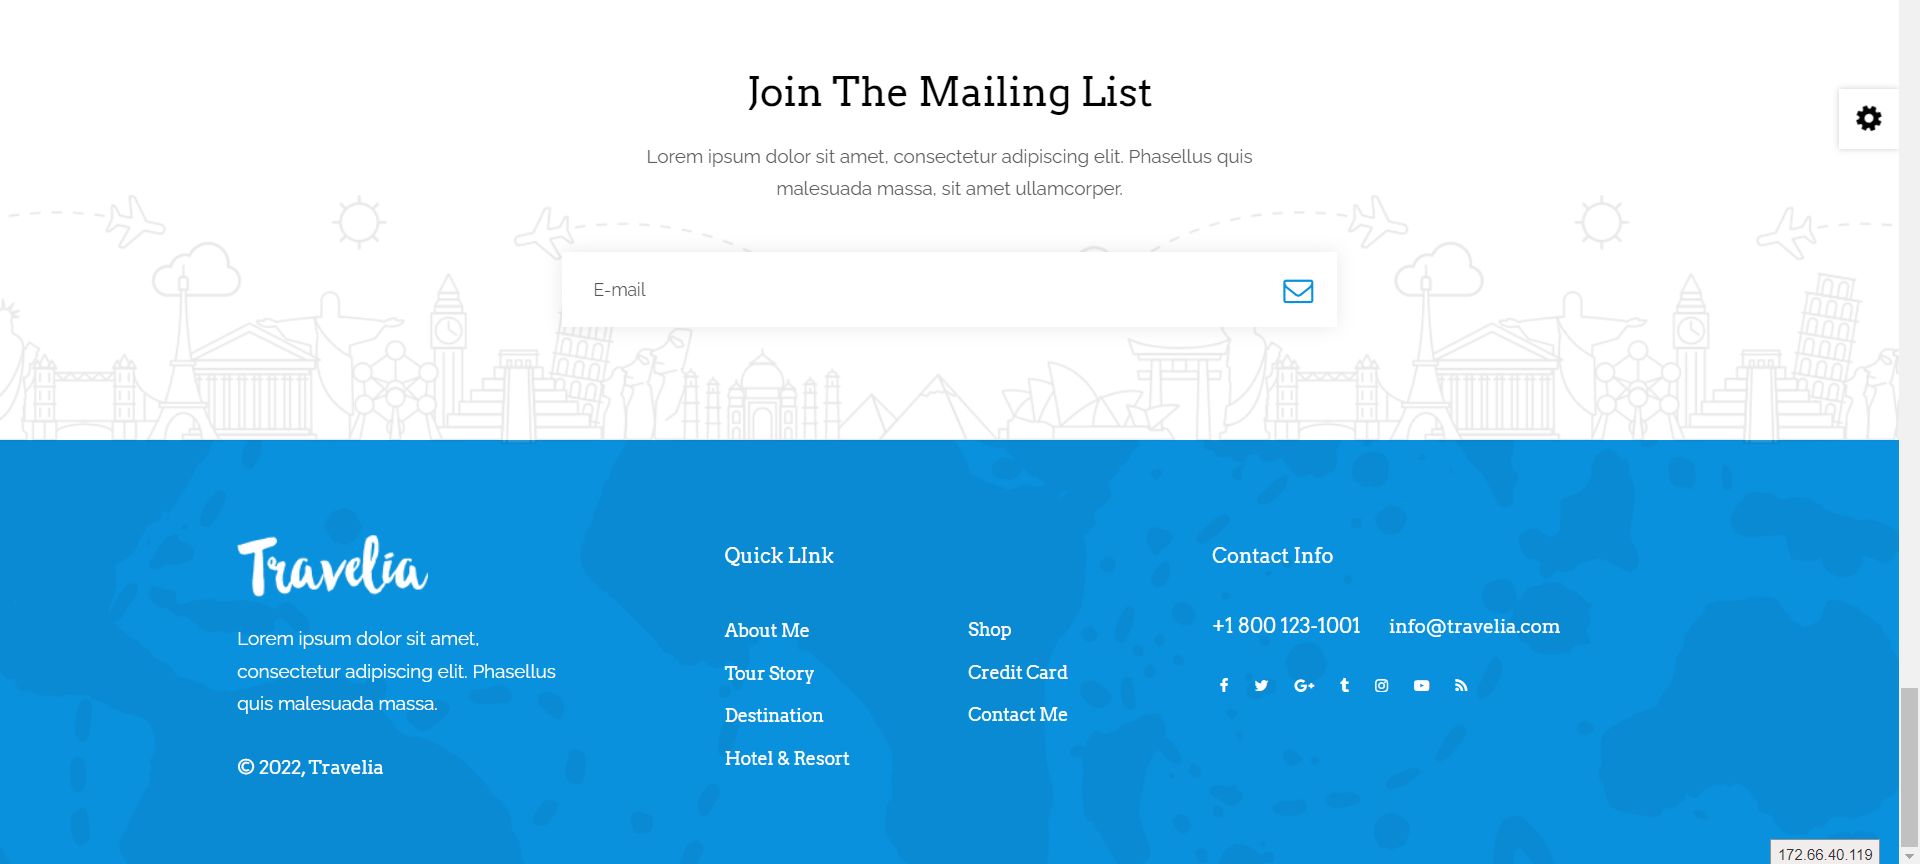 Join The Mailing List
Lorem ipsum dolor sit amet, consectetur adipiscing elit. Phasellus quis
malesuada massa, sit amet ullamcorper.
E-mail
Travelia
Lorem ipsum dolor sit amet,
consectetur adipiscing elit. Phasellus
quis malesuada massa.
© 2022, Travelia
Quick LInk
About Me
Tour Story
Destination
Hotel & Resort
Shop
Credit Card
Contact Me
Contact Info
+1 800 123-1001 info@travelia.com
172.66.40.119